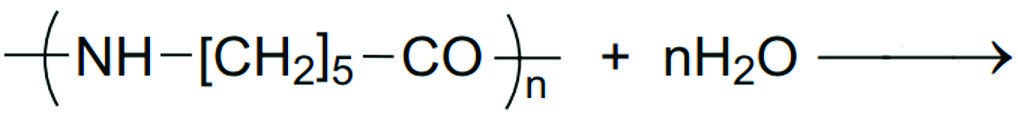 —(NH—[CH₂]₅—CO)—ₙ + nH₂O ⟶